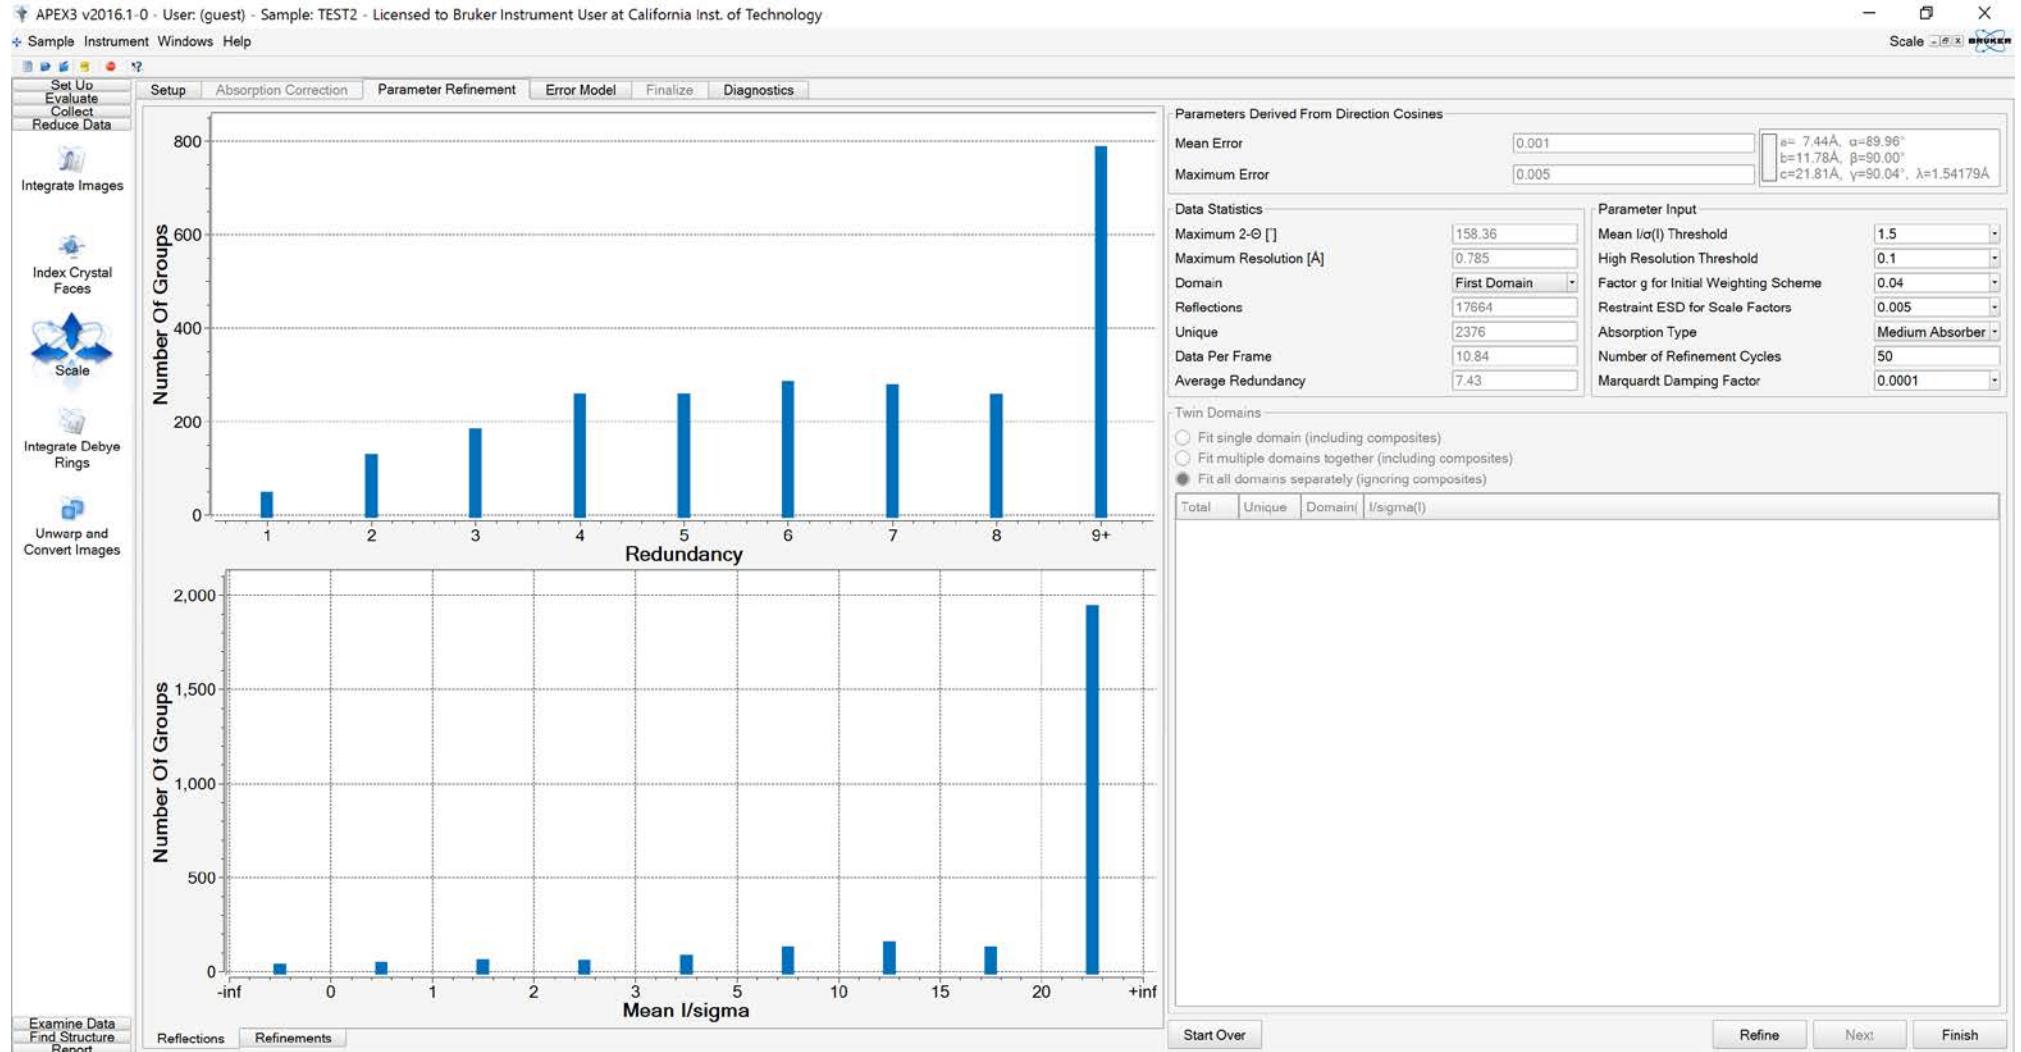 APEX3 v2016.1-0 - User: (guest) - Sample: TEST2 - Licensed to Bruker Instrument User at California Inst. of Technology
Sample Instrument Windows Help
Scale
BRUKER
Set Up
Evaluate
Collect
Reduce Data
Integrate Images
Index Crystal
Faces
Scale
Integrate Debye
Rings
Unwarp and
Convert Images
Examine Data
Find Structure
Report
Setup Absorption Correction Parameter Refinement Error Model Finalize Diagnostics
Number Of Groups
800
600
400
200
0
1 2 3 4 5 6 7 8 9+
Redundancy
Number Of Groups
2,000
1,500
1,000
500
0
-inf 0 1 2 3 5 10 15 20 +inf
Mean I/sigma
Reflections Refinements
Parameters Derived From Direction Cosines
Mean Error 0.001
Maximum Error 0.005
a= 7.44Å, α=89.96°
b=11.78Å, β=90.00°
c=21.81Å, γ=90.04°, λ=1.54179Å
Data Statistics
Maximum 2-Θ [°] 158.36
Maximum Resolution [Å] 0.785
Domain First Domain
Reflections 17664
Unique 2376
Data Per Frame 10.84
Average Redundancy 7.43
Parameter Input
Mean I/σ(I) Threshold 1.5
High Resolution Threshold 0.1
Factor g for Initial Weighting Scheme 0.04
Restraint ESD for Scale Factors 0.005
Absorption Type Medium Absorber
Number of Refinement Cycles 50
Marquardt Damping Factor 0.0001
Twin Domains
Fit single domain (including composites)
Fit multiple domains together (including composites)
Fit all domains separately (ignoring composites)
Total Unique Domain( I/sigma(I)
Start Over Refine Next Finish